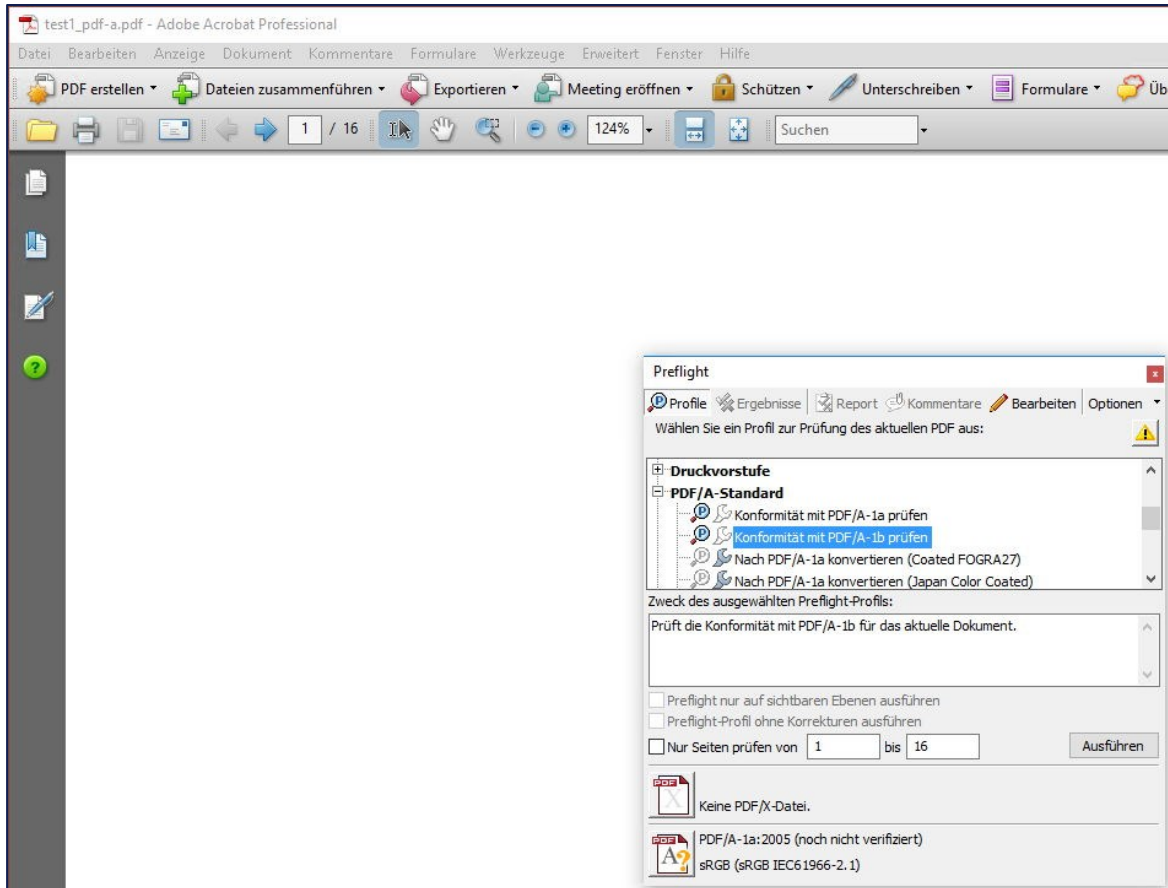 test1_pdf-a.pdf - Adobe Acrobat Professional
Datei Bearbeiten Anzeige Dokument Kommentare Formulare Werkzeuge Erweitert Fenster Hilfe
PDF erstellen Dateien zusammenführen Exportieren Meeting eröffnen Schützen Unterschreiben Formulare Üb
1 / 16 124% Suchen
Preflight
Profile Ergebnisse Report Kommentare Bearbeiten Optionen
Wählen Sie ein Profil zur Prüfung des aktuellen PDF aus:
Druckvorstufe
PDF/A-Standard
Konformität mit PDF/A-1a prüfen
Konformität mit PDF/A-1b prüfen
Nach PDF/A-1a konvertieren (Coated FOGRA27)
Nach PDF/A-1a konvertieren (Japan Color Coated)
Zweck des ausgewählten Preflight-Profils:
Prüft die Konformität mit PDF/A-1b für das aktuelle Dokument.
Preflight nur auf sichtbaren Ebenen ausführen
Preflight-Profil ohne Korrekturen ausführen
Nur Seiten prüfen von 1 bis 16 Ausführen
Keine PDF/X-Datei.
PDF/A-1a:2005 (noch nicht verifiziert)
sRGB (sRGB IEC61966-2.1)